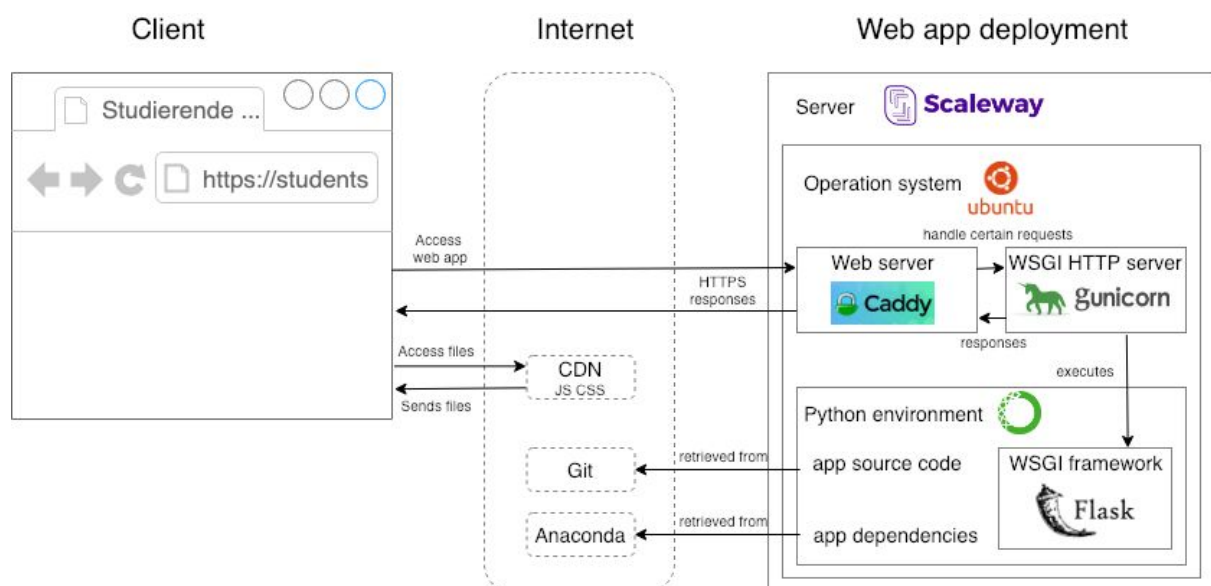 Client
Internet
Web app deployment
Studierende ...
https://students
Server
Scaleway
Operation system
ubuntu
handle certain requests
Access
web app
Web server
Caddy
WSGI HTTP server
gunicorn
HTTPS
responses
responses
Access files
Sends files
CDN
JS CSS
executes
Python environment
Git
retrieved from
app source code
WSGI framework
Flask
Anaconda
retrieved from
app dependencies